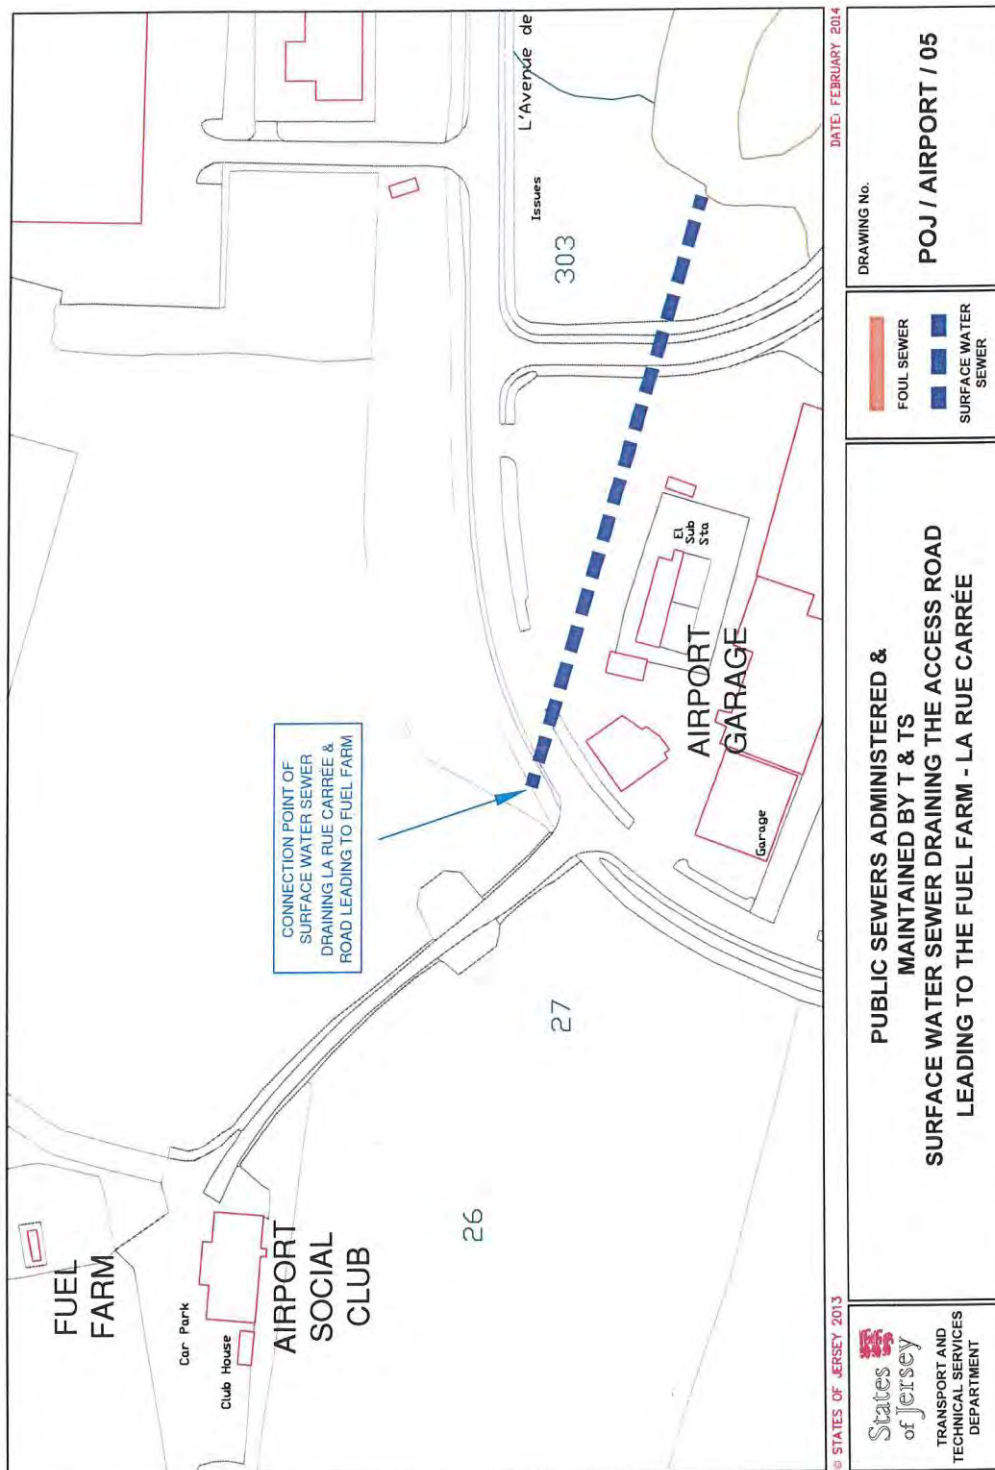 FUEL
FARM
Car Park
Club House
AIRPORT
SOCIAL
CLUB
26
27
CONNECTION POINT OF
SURFACE WATER SEWER
DRAINING LA RUE CARRÉE &
ROAD LEADING TO FUEL FARM
AIRPORT
GARAGE
Garage
El
Sub
Sta
303
Issues
L'Avenue de
© STATES OF JERSEY 2013
DATE: FEBRUARY 2014
States
of Jersey
TRANSPORT AND
TECHNICAL SERVICES
DEPARTMENT
PUBLIC SEWERS ADMINISTERED &
MAINTAINED BY T & TS
SURFACE WATER SEWER DRAINING THE ACCESS ROAD
LEADING TO THE FUEL FARM - LA RUE CARRÉE
FOUL SEWER
SURFACE WATER
SEWER
DRAWING No.
POJ / AIRPORT / 05